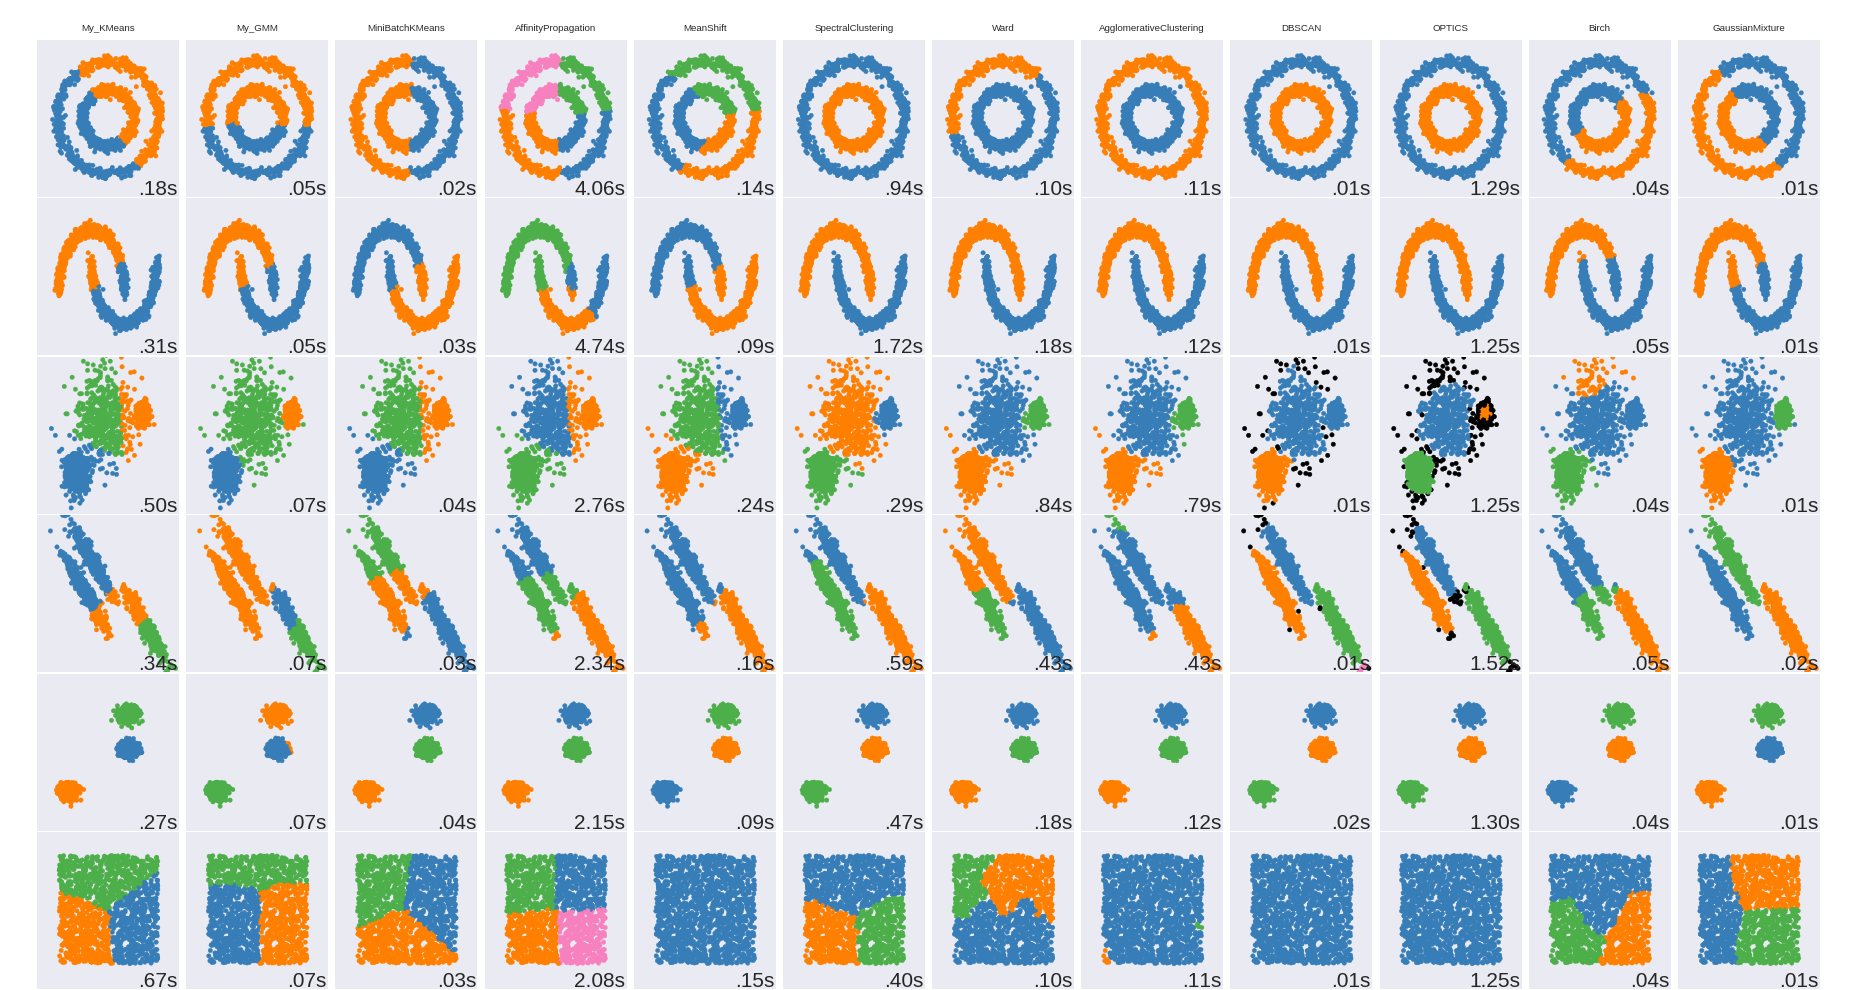 My_KMeans My_GMM MiniBatchKMeans AffinityPropagation MeanShift SpectralClustering Ward AgglomerativeClustering DBSCAN OPTICS Birch GaussianMixture
.18s .05s .02s 4.06s .14s .94s .10s .11s .01s 1.29s .04s .01s
.31s .05s .03s 4.74s .09s 1.72s .18s .12s .01s 1.25s .05s .01s
.50s .07s .04s 2.76s .24s .29s .84s .79s .01s 1.25s .04s .01s
.34s .07s .03s 2.34s .16s .59s .43s .43s .01s 1.52s .05s .02s
.27s .07s .04s 2.15s .09s .47s .18s .12s .02s 1.30s .04s .01s
.67s .07s .03s 2.08s .15s .40s .10s .11s .01s 1.25s .04s .01s